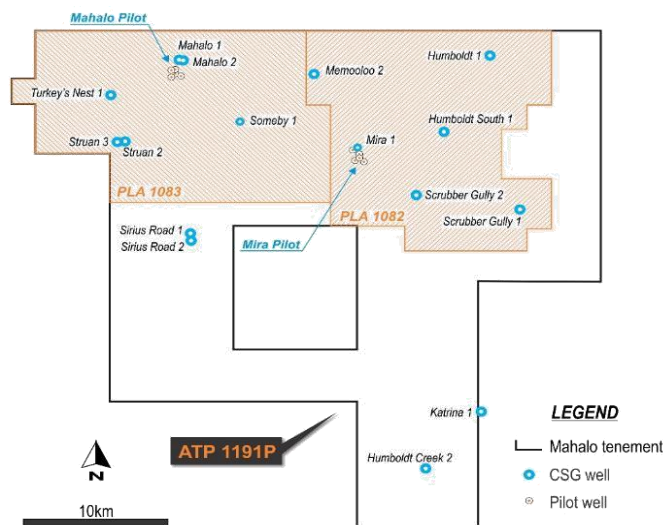 Mahalo Pilot
Mahalo 1
Mahalo 2
Humboldt 1
Memooloo 2
Turkey's Nest 1
Someby 1
Humboldt South 1
Struan 3
Struan 2
Mira 1
PLA 1083
Scrubber Gully 2
PLA 1082
Scrubber Gully 1
Sirius Road 1
Sirius Road 2
Mira Pilot
Katrina 1
LEGEND
ATP 1191P
Mahalo tenement
Humboldt Creek 2
CSG well
N
Pilot well
10km